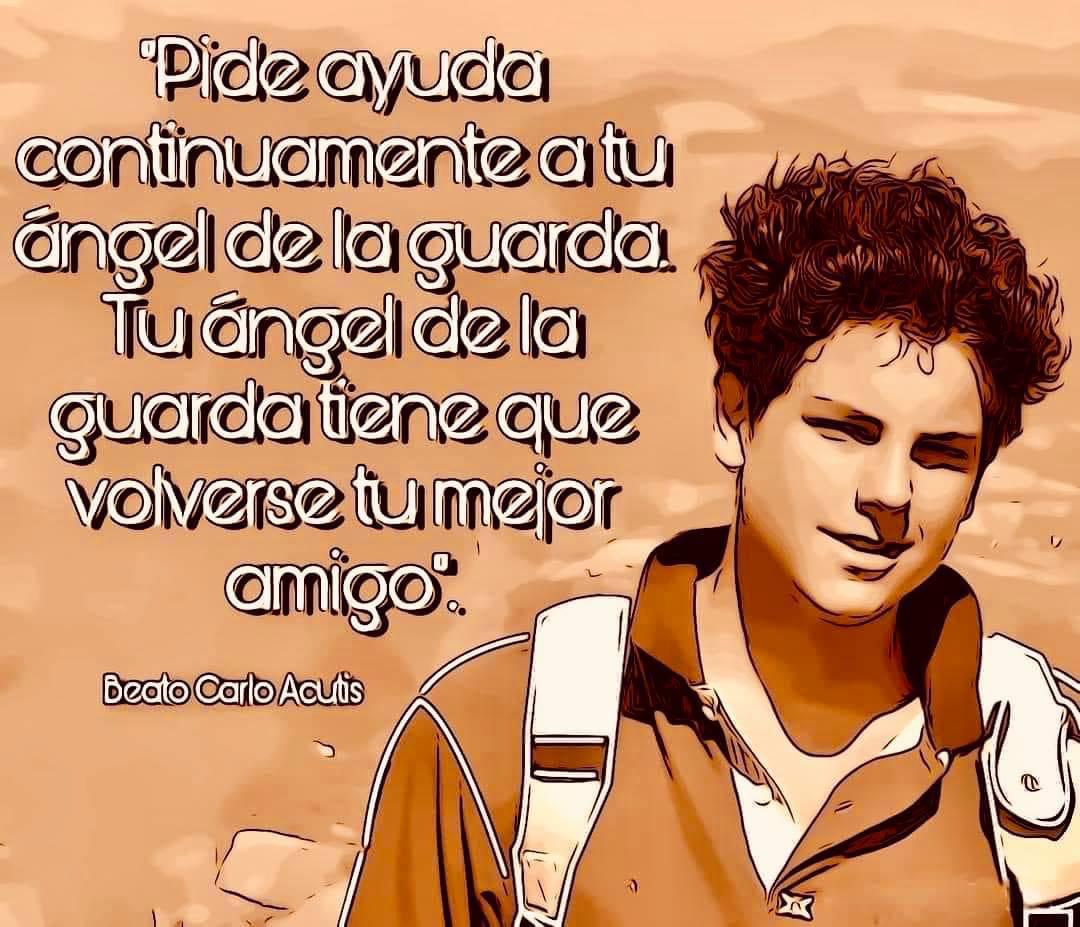 "Pide ayuda
continuamente a tu
ángel de la guarda.
Tu ángel de la
guarda tiene que
volverse tu mejor
amigo".
Beato Carlo Acutis